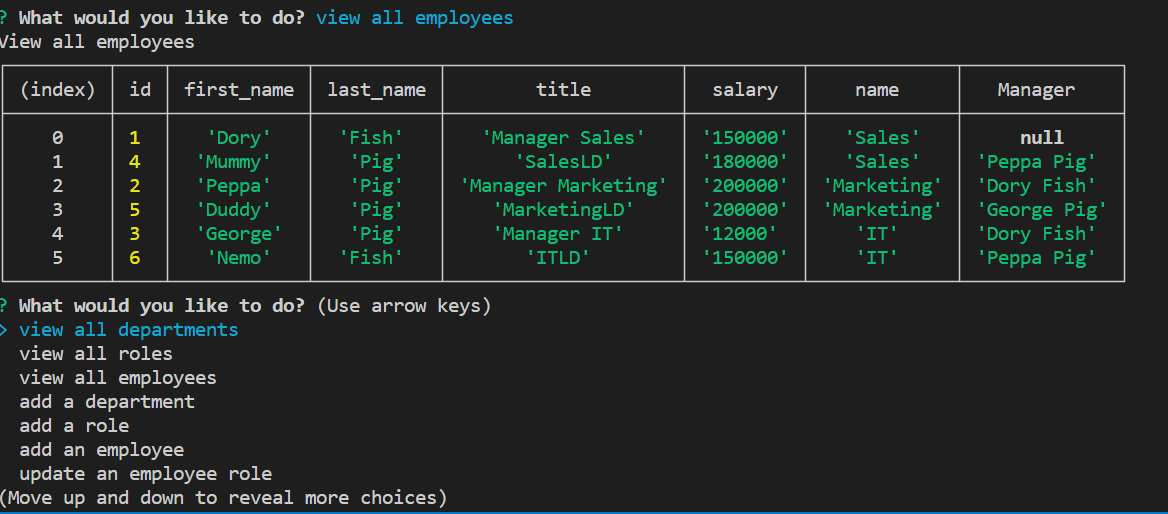 ? What would you like to do? view all employees
View all employees
(index) id first_name last_name title salary name Manager
0 1 'Dory' 'Fish' 'Manager Sales' '150000' 'Sales' null
1 4 'Mummy' 'Pig' 'SalesLD' '180000' 'Sales' 'Peppa Pig'
2 2 'Peppa' 'Pig' 'Manager Marketing' '200000' 'Marketing' 'Dory Fish'
3 5 'Duddy' 'Pig' 'MarketingLD' '200000' 'Marketing' 'George Pig'
4 3 'George' 'Pig' 'Manager IT' '12000' 'IT' 'Dory Fish'
5 6 'Nemo' 'Fish' 'ITLD' '150000' 'IT' 'Peppa Pig'
? What would you like to do? (Use arrow keys)
> view all departments
view all roles
view all employees
add a department
add a role
add an employee
update an employee role
(Move up and down to reveal more choices)